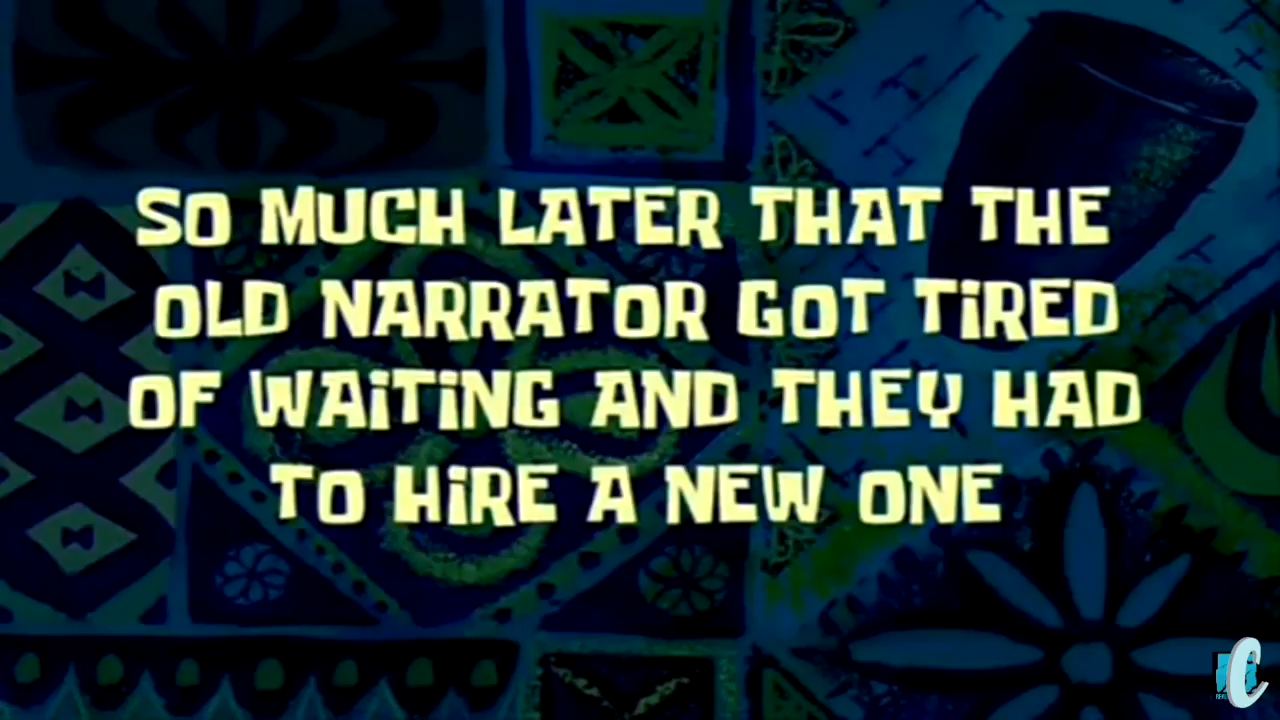 SO MUCH LATER THAT THE
OLD NARRATOR GOT TiRED
OF WAiTiNG AND THEY HAD
TO HiRE A NEW ONE
C